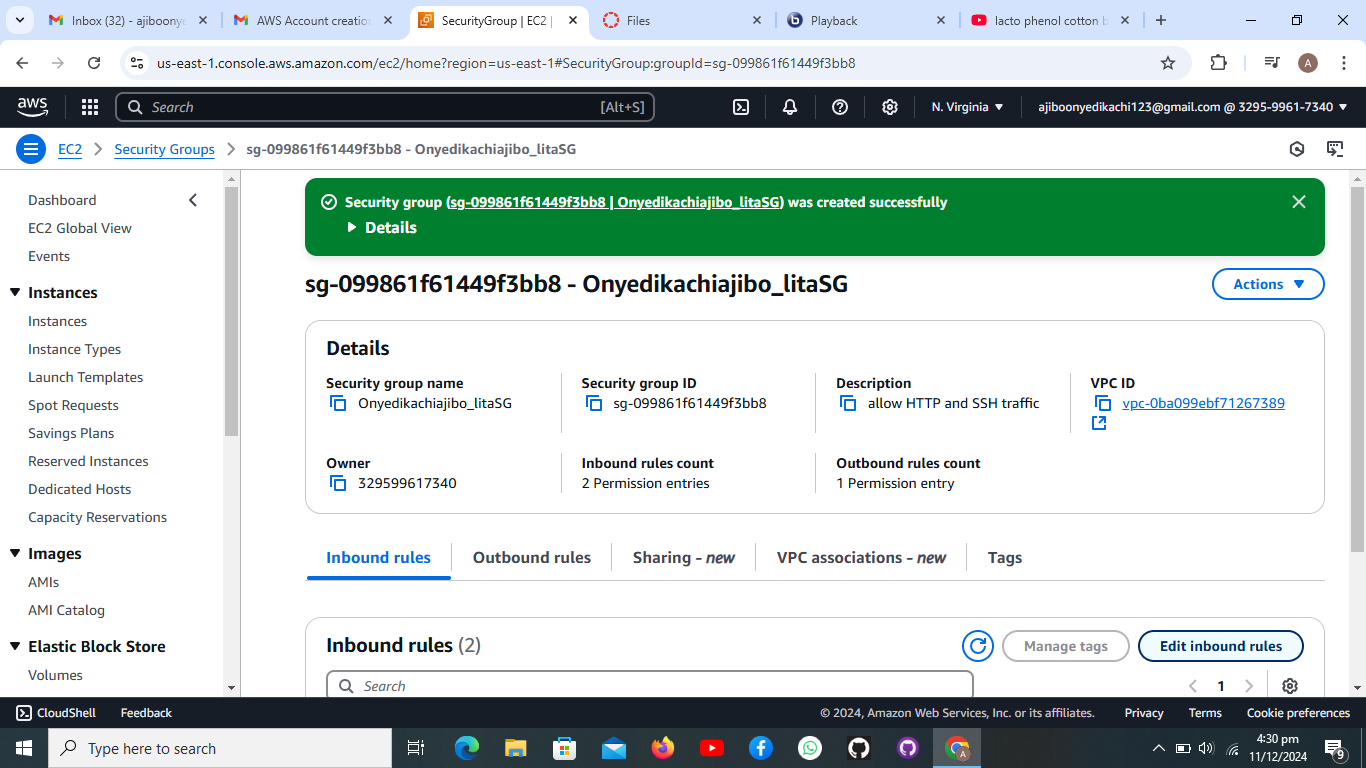 Inbox (32) - ajiboonye
AWS Account creation
SecurityGroup | EC2 |
Files
Playback
lacto phenol cotton b
us-east-1.console.aws.amazon.com/ec2/home?region=us-east-1#SecurityGroup:groupId=sg-099861f61449f3bb8
A
aws
Search [Alt+S]
N. Virginia
ajiboonyedikachi123@gmail.com @ 3295-9961-7340
EC2 > Security Groups > sg-099861f61449f3bb8 - Onyedikachiajibo_litaSG
Dashboard
EC2 Global View
Events
Instances
Instances
Instance Types
Launch Templates
Spot Requests
Savings Plans
Reserved Instances
Dedicated Hosts
Capacity Reservations
Images
AMIs
AMI Catalog
Elastic Block Store
Volumes
Security group (sg-099861f61449f3bb8 | Onyedikachiajibo_litaSG) was created successfully
Details
sg-099861f61449f3bb8 - Onyedikachiajibo_litaSG
Actions
Details
Security group name
Onyedikachiajibo_litaSG
Security group ID
sg-099861f61449f3bb8
Description
allow HTTP and SSH traffic
VPC ID
vpc-0ba099ebf71267389
Owner
329599617340
Inbound rules count
2 Permission entries
Outbound rules count
1 Permission entry
Inbound rules
Outbound rules
Sharing - new
VPC associations - new
Tags
Inbound rules (2)
Manage tags
Edit inbound rules
Search
1
CloudShell
Feedback
© 2024, Amazon Web Services, Inc. or its affiliates.
Privacy
Terms
Cookie preferences
Type here to search
A
4:30 pm
11/12/2024
9